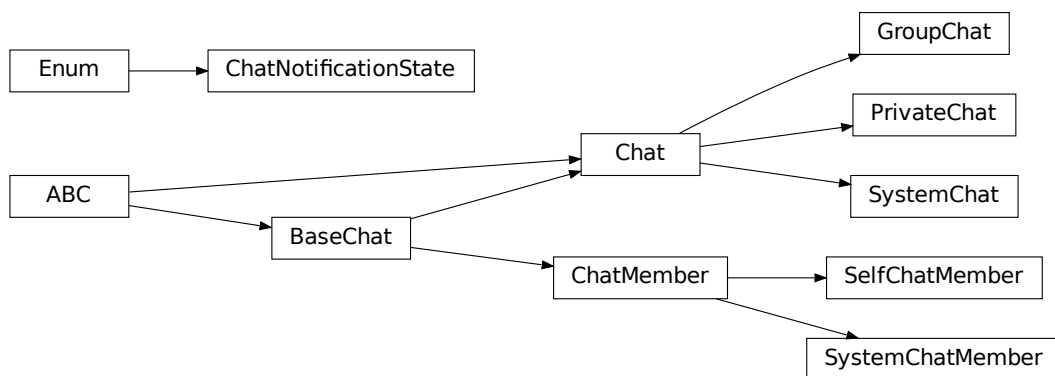 GroupChat
Enum
ChatNotificationState
PrivateChat
Chat
ABC
SystemChat
BaseChat
ChatMember
SelfChatMember
SystemChatMember